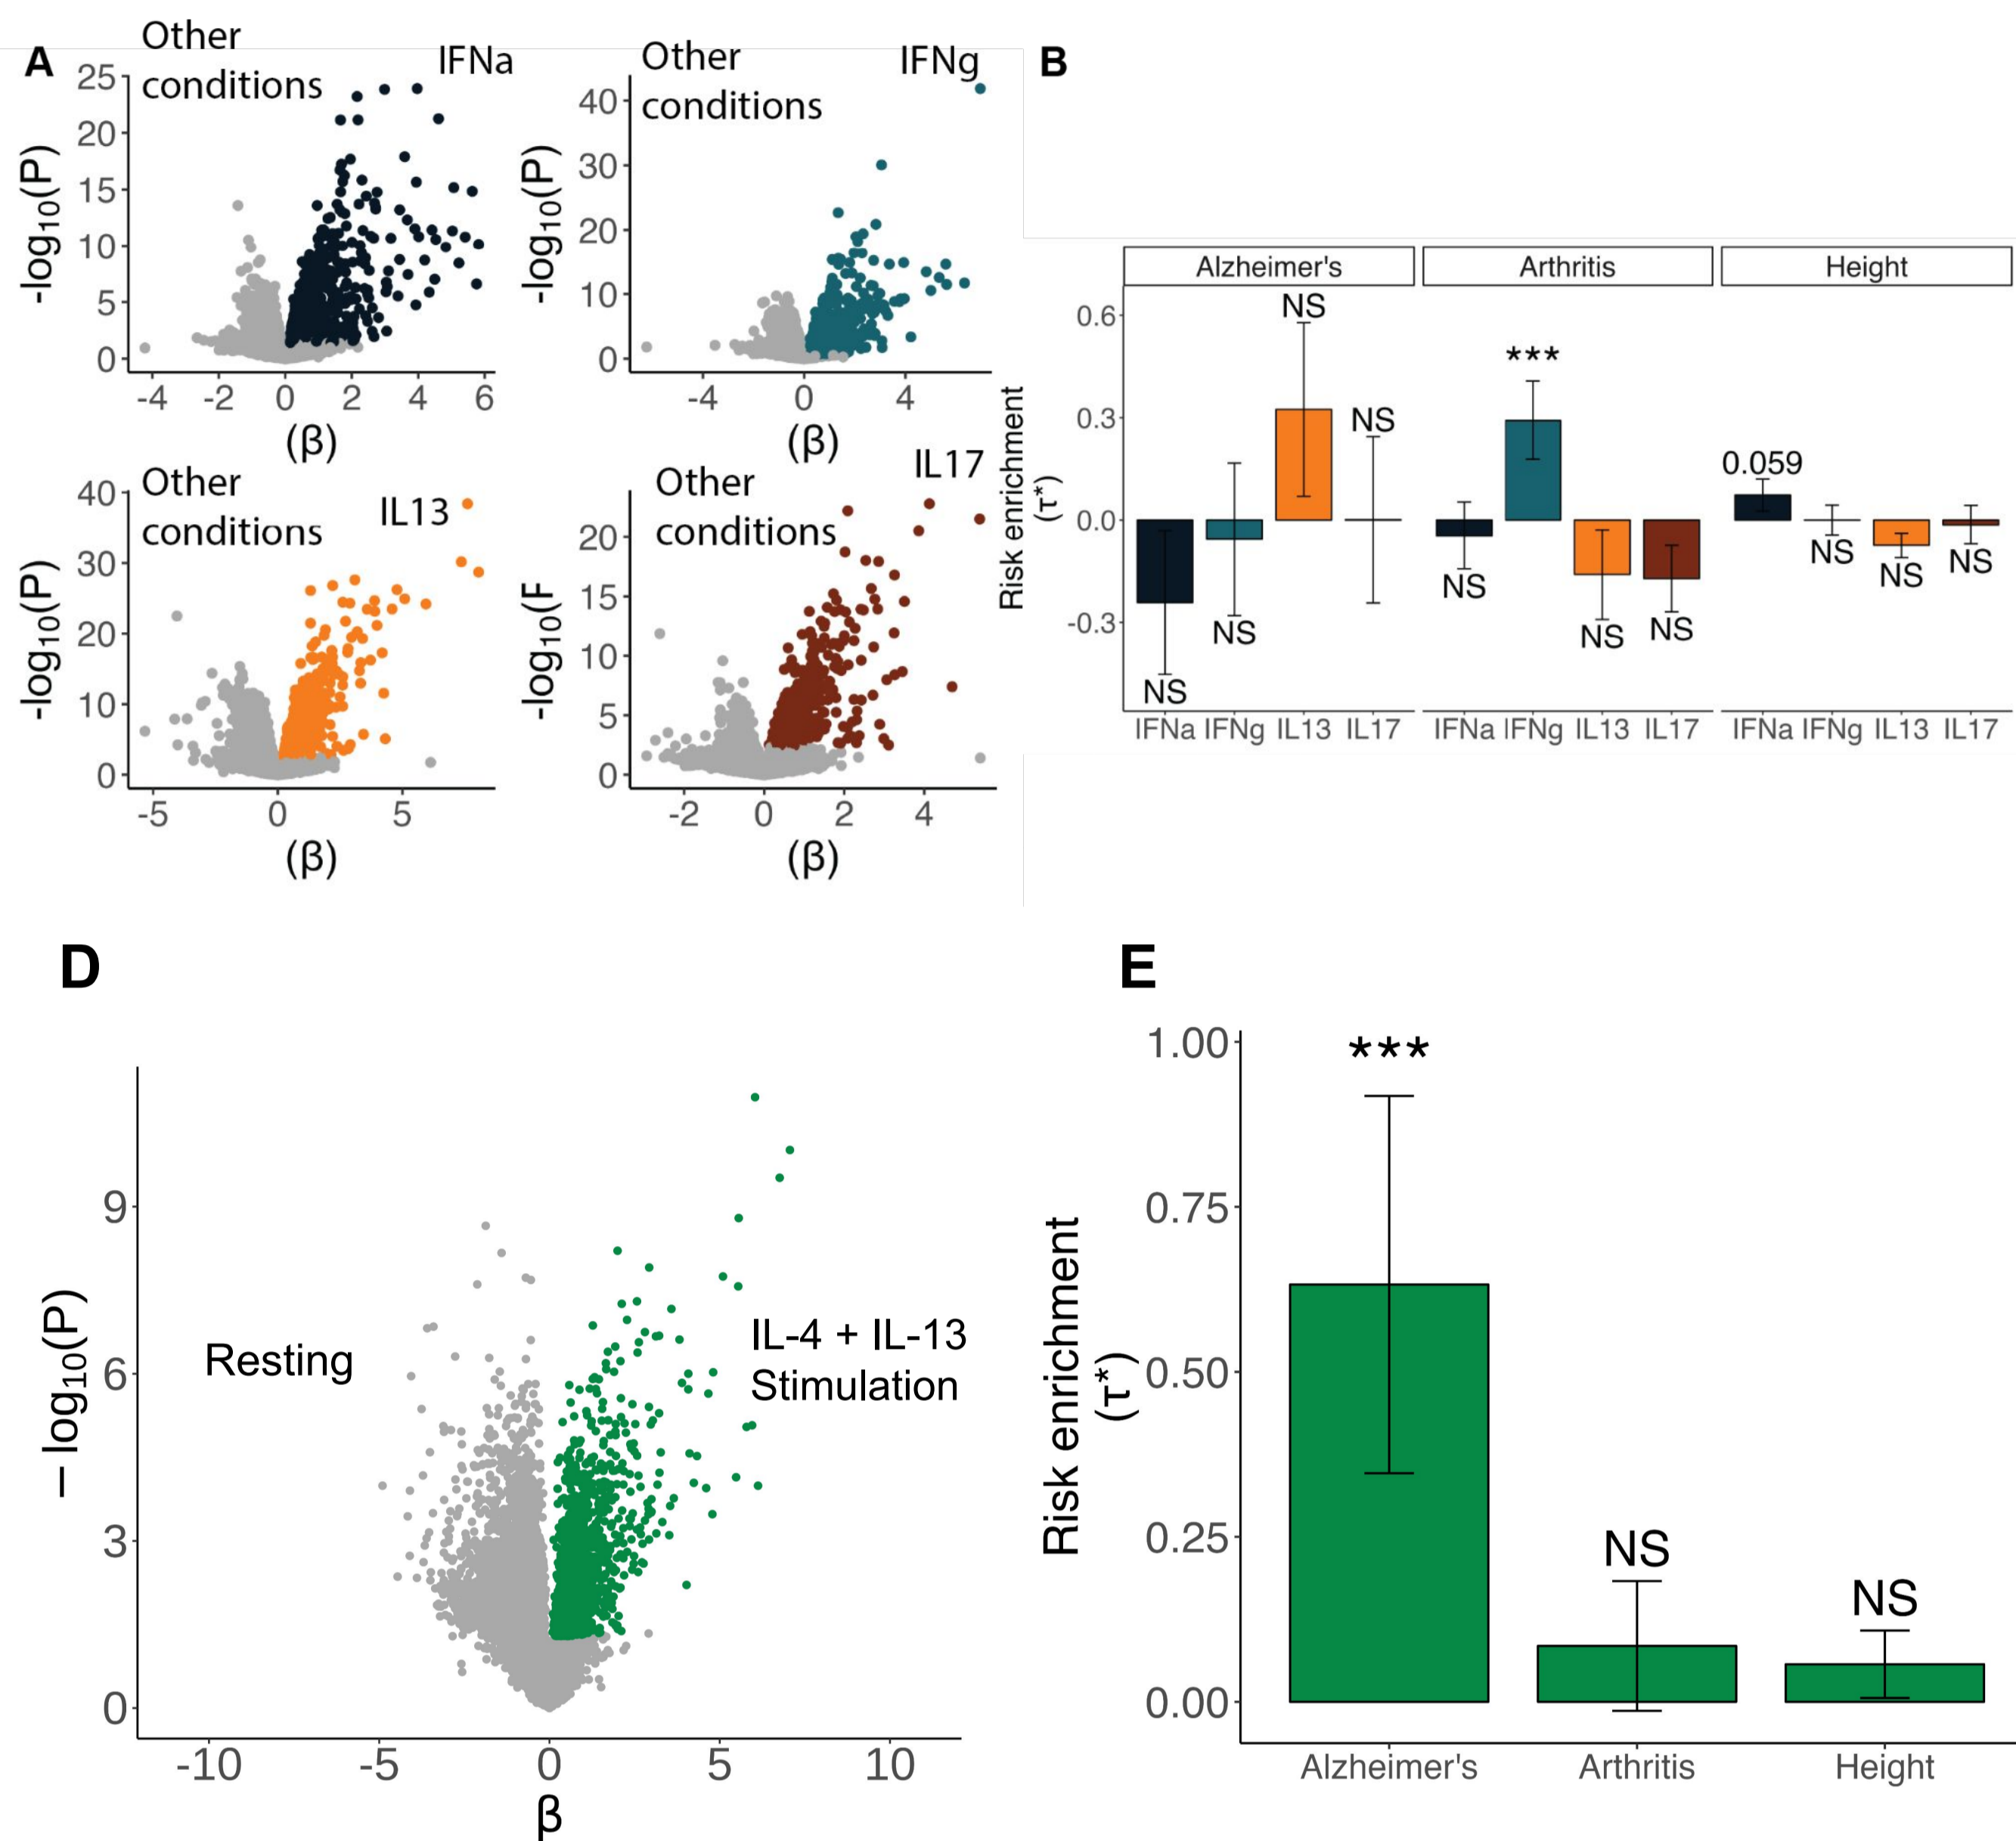 A
Other
conditions
IFNa
25
20
15
10
5
0
-log10(P)
-4 -2 0 2 4 6
(β)
Other
conditions
IFNg
40
30
20
10
0
-log10(P)
-4 0 4
(β)
Other
conditions
IL13
40
30
20
10
0
-log10(P)
-5 0 5
(β)
Other
conditions
IL17
20
15
10
5
0
-log10(F
-2 0 2 4
(β)
B
Alzheimer's Arthritis Height
Risk enrichment
(τ*)
0.6
0.3
0.0
-0.3
NS NS NS NS
NS *** NS NS
0.059 NS NS NS
IFNa IFNg IL13 IL17 IFNa IFNg IL13 IL17 IFNa IFNg IL13 IL17
D
− log10(P)
9
6
3
0
Resting
IL-4 + IL-13
Stimulation
-10 -5 0 5 10
β
E
Risk enrichment
(τ*)
1.00
0.75
0.50
0.25
0.00
*** NS NS
Alzheimer's Arthritis Height